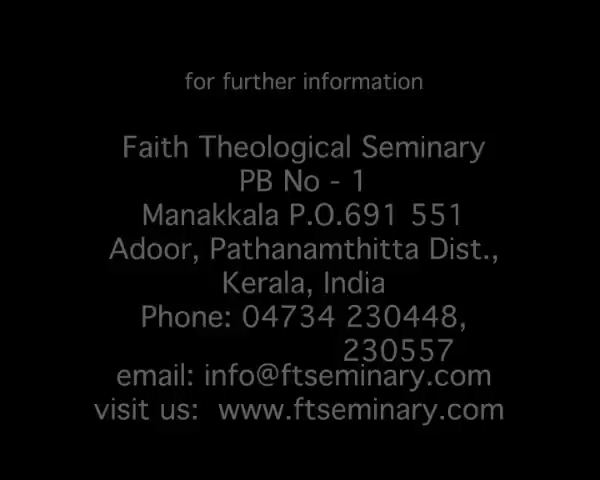 for further information
Faith Theological Seminary
PB No - 1
Manakkala P.O.691 551
Adoor, Pathanamthitta Dist.,
Kerala, India
Phone: 04734 230448,
230557
email: info@ftseminary.com
visit us: www.ftseminary.com